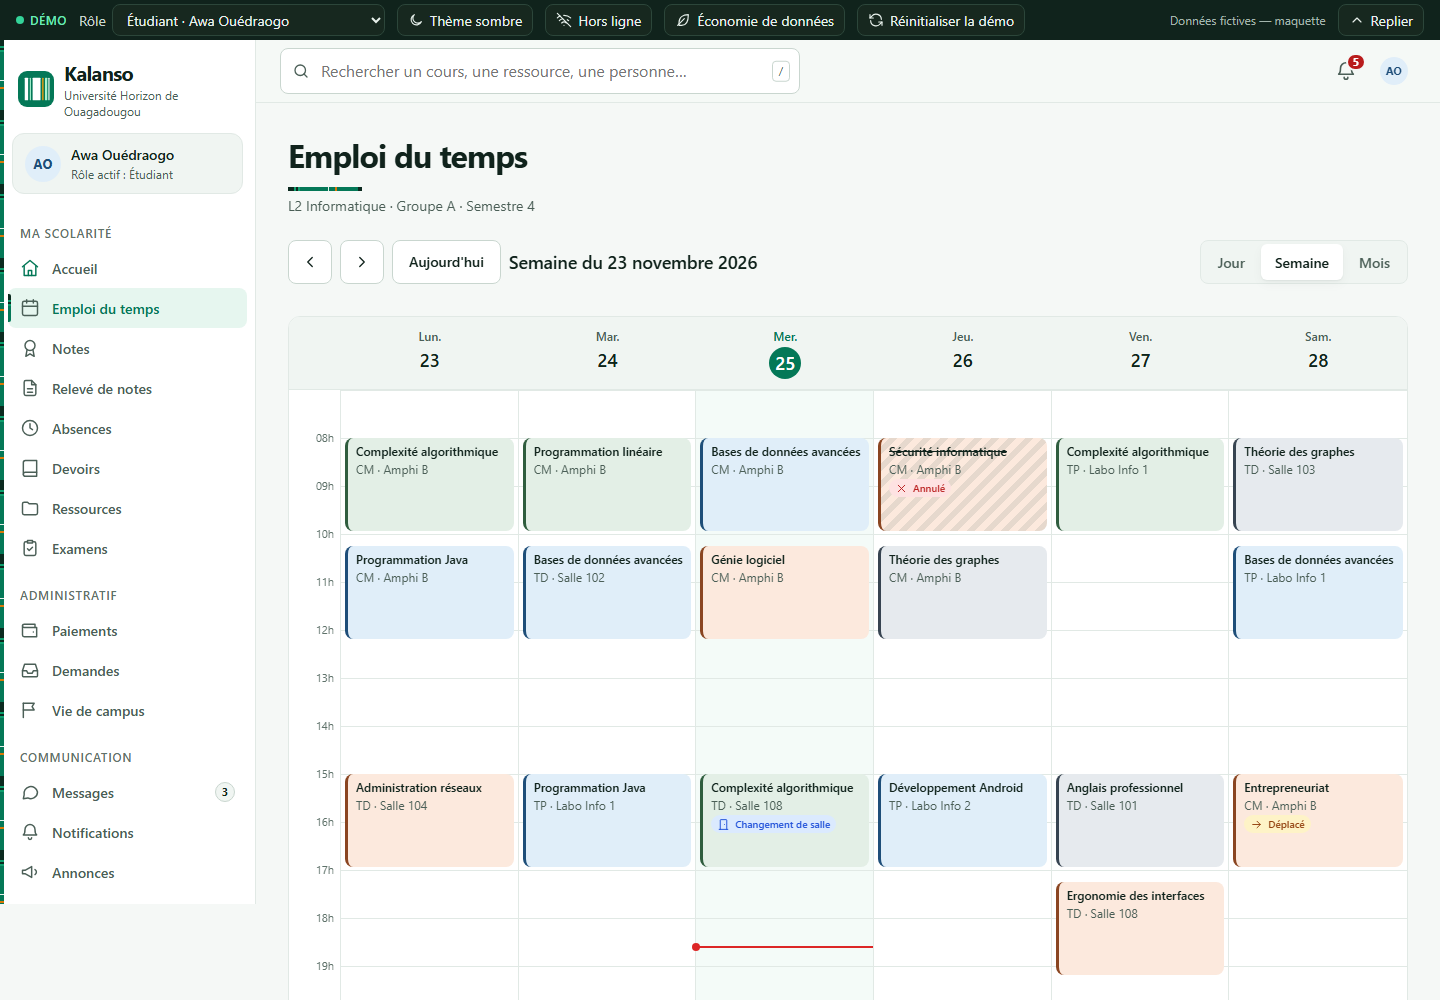 DÉMO Rôle Étudiant · Awa Ouédraogo Thème sombre Hors ligne Économie de données Réinitialiser la démo Données fictives — maquette Replier
Kalanso
Université Horizon de
Ouagadougou
Rechercher un cours, une ressource, une personne... /
5
AO
AO
Awa Ouédraogo
Rôle actif : Étudiant
MA SCOLARITÉ
Accueil
Emploi du temps
Notes
Relevé de notes
Absences
Devoirs
Ressources
Examens
ADMINISTRATIF
Paiements
Demandes
Vie de campus
COMMUNICATION
Messages 3
Notifications
Annonces
Emploi du temps
L2 Informatique · Groupe A · Semestre 4
Aujourd'hui Semaine du 23 novembre 2026
Jour Semaine Mois
Lun. Mar. Mer. Jeu. Ven. Sam.
23 24 25 26 27 28
08h
Complexité algorithmique
CM · Amphi B
Programmation linéaire
CM · Amphi B
Bases de données avancées
CM · Amphi B
Sécurité informatique
CM · Amphi B
Annulé
Complexité algorithmique
TP · Labo Info 1
Théorie des graphes
TD · Salle 103
09h
10h
Programmation Java
CM · Amphi B
Bases de données avancées
TD · Salle 102
Génie logiciel
CM · Amphi B
Théorie des graphes
CM · Amphi B
Bases de données avancées
TP · Labo Info 1
11h
12h
13h
14h
15h
Administration réseaux
TD · Salle 104
Programmation Java
TP · Labo Info 1
Complexité algorithmique
TD · Salle 108
Changement de salle
Développement Android
TP · Labo Info 2
Anglais professionnel
TD · Salle 101
Entrepreneuriat
CM · Amphi B
Déplacé
16h
17h
Ergonomie des interfaces
TD · Salle 108
18h
19h